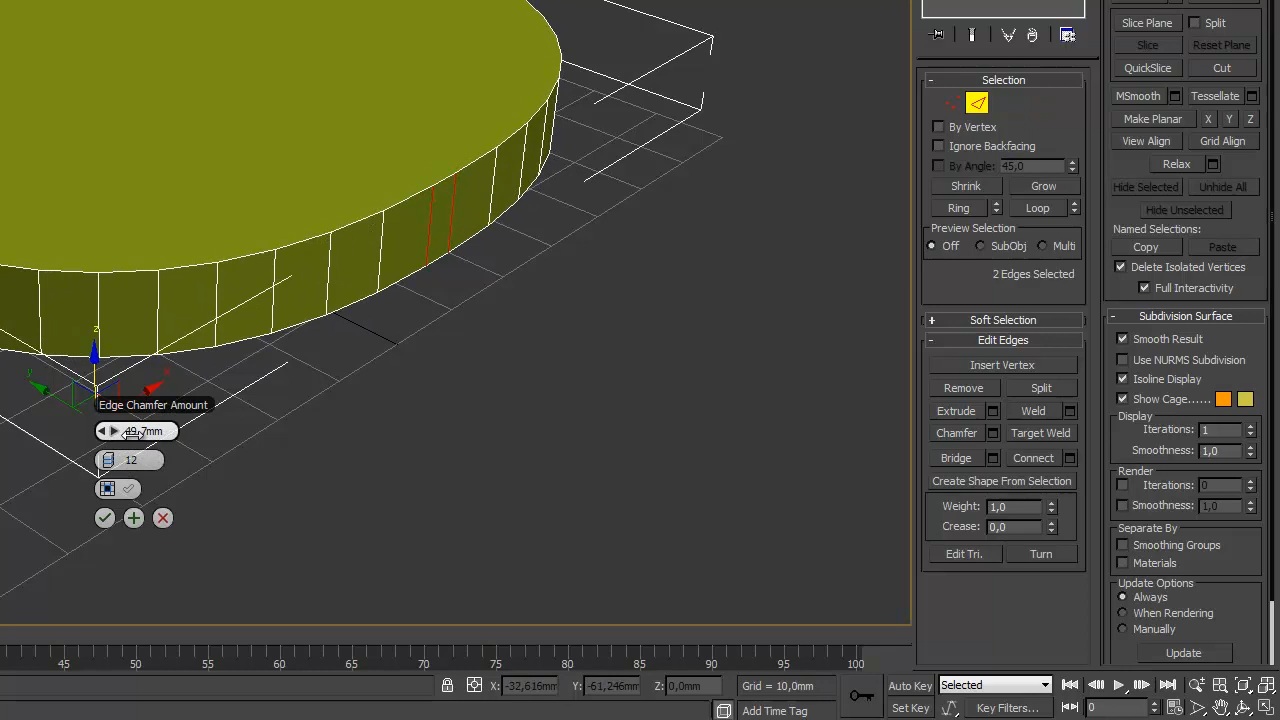 Slice Plane Split
Slice Reset Plane
QuickSlice Cut
- Selection
MSmooth Tessellate
Make Planar X Y Z
By Vertex
View Align Grid Align
Ignore Backfacing
By Angle: 45,0
Relax
Shrink Grow
Hide Selected Unhide All
Ring Loop
Hide Unselected
Preview Selection
Named Selections:
Off SubObj Multi
Copy Paste
2 Edges Selected
Delete Isolated Vertices
Full Interactivity
+ Soft Selection
- Subdivision Surface
- Edit Edges
Smooth Result
Insert Vertex
Use NURMS Subdivision
Remove Split
Isoline Display
Show Cage......
Extrude Weld
Display
Chamfer Target Weld
Iterations: 1
Bridge Connect
Smoothness: 1,0
Create Shape From Selection
Render
Iterations: 0
Weight: 1,0
Smoothness: 1,0
Crease: 0,0
Separate By
Smoothing Groups
Edit Tri. Turn
Materials
Update Options
Always
When Rendering
Manually
Update
z
y
x
Edge Chamfer Amount
49,7mm
12
45 50 55 60 65 70 75 80 85 90 95 100
X: -32,616mm Y: -61,246mm Z: 0,0mm Grid = 10,0mm Auto Key Selected
Add Time Tag Set Key Key Filters... 0